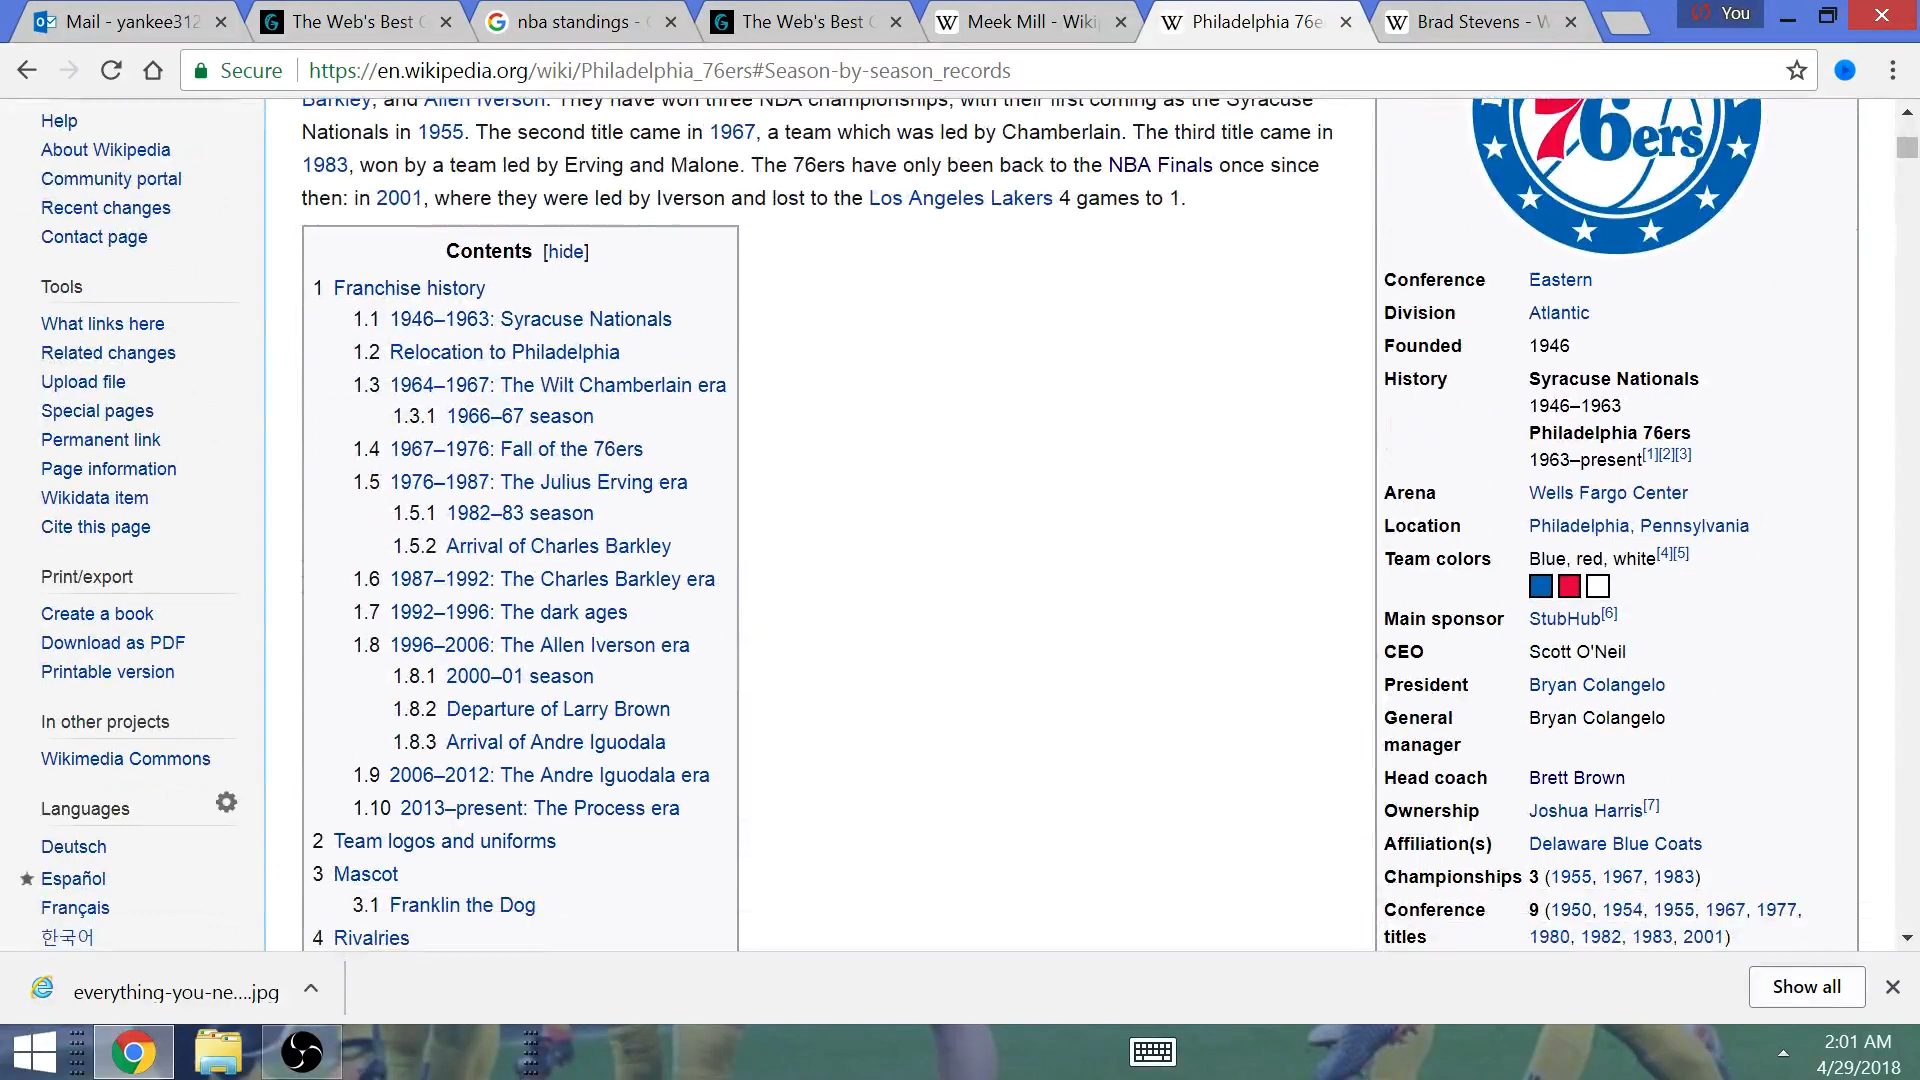 Mail - yankee312
The Web's Best
nba standings -
The Web's Best
Meek Mill - Wiki
Philadelphia 76e
Brad Stevens - W
You
Secure
https://en.wikipedia.org/wiki/Philadelphia_76ers#Season-by-season_records
Help
About Wikipedia
Community portal
Recent changes
Contact page
Tools
What links here
Related changes
Upload file
Special pages
Permanent link
Page information
Wikidata item
Cite this page
Print/export
Create a book
Download as PDF
Printable version
In other projects
Wikimedia Commons
Languages
Deutsch
Español
Français
한국어
Barkley, and Allen Iverson. They have won three NBA championships, with their first coming as the Syracuse
Nationals in 1955. The second title came in 1967, a team which was led by Chamberlain. The third title came in
1983, won by a team led by Erving and Malone. The 76ers have only been back to the NBA Finals once since
then: in 2001, where they were led by Iverson and lost to the Los Angeles Lakers 4 games to 1.
Contents [hide]
1 Franchise history
1.1 1946–1963: Syracuse Nationals
1.2 Relocation to Philadelphia
1.3 1964–1967: The Wilt Chamberlain era
1.3.1 1966–67 season
1.4 1967–1976: Fall of the 76ers
1.5 1976–1987: The Julius Erving era
1.5.1 1982–83 season
1.5.2 Arrival of Charles Barkley
1.6 1987–1992: The Charles Barkley era
1.7 1992–1996: The dark ages
1.8 1996–2006: The Allen Iverson era
1.8.1 2000–01 season
1.8.2 Departure of Larry Brown
1.8.3 Arrival of Andre Iguodala
1.9 2006–2012: The Andre Iguodala era
1.10 2013–present: The Process era
2 Team logos and uniforms
3 Mascot
3.1 Franklin the Dog
4 Rivalries
76ers
Conference Eastern
Division Atlantic
Founded 1946
History Syracuse Nationals
1946–1963
Philadelphia 76ers
1963–present[1][2][3]
Arena Wells Fargo Center
Location Philadelphia, Pennsylvania
Team colors Blue, red, white[4][5]
Main sponsor StubHub[6]
CEO Scott O'Neil
President Bryan Colangelo
General Bryan Colangelo
manager
Head coach Brett Brown
Ownership Joshua Harris[7]
Affiliation(s) Delaware Blue Coats
Championships 3 (1955, 1967, 1983)
Conference 9 (1950, 1954, 1955, 1967, 1977,
titles 1980, 1982, 1983, 2001)
everything-you-ne....jpg
Show all
2:01 AM
4/29/2018